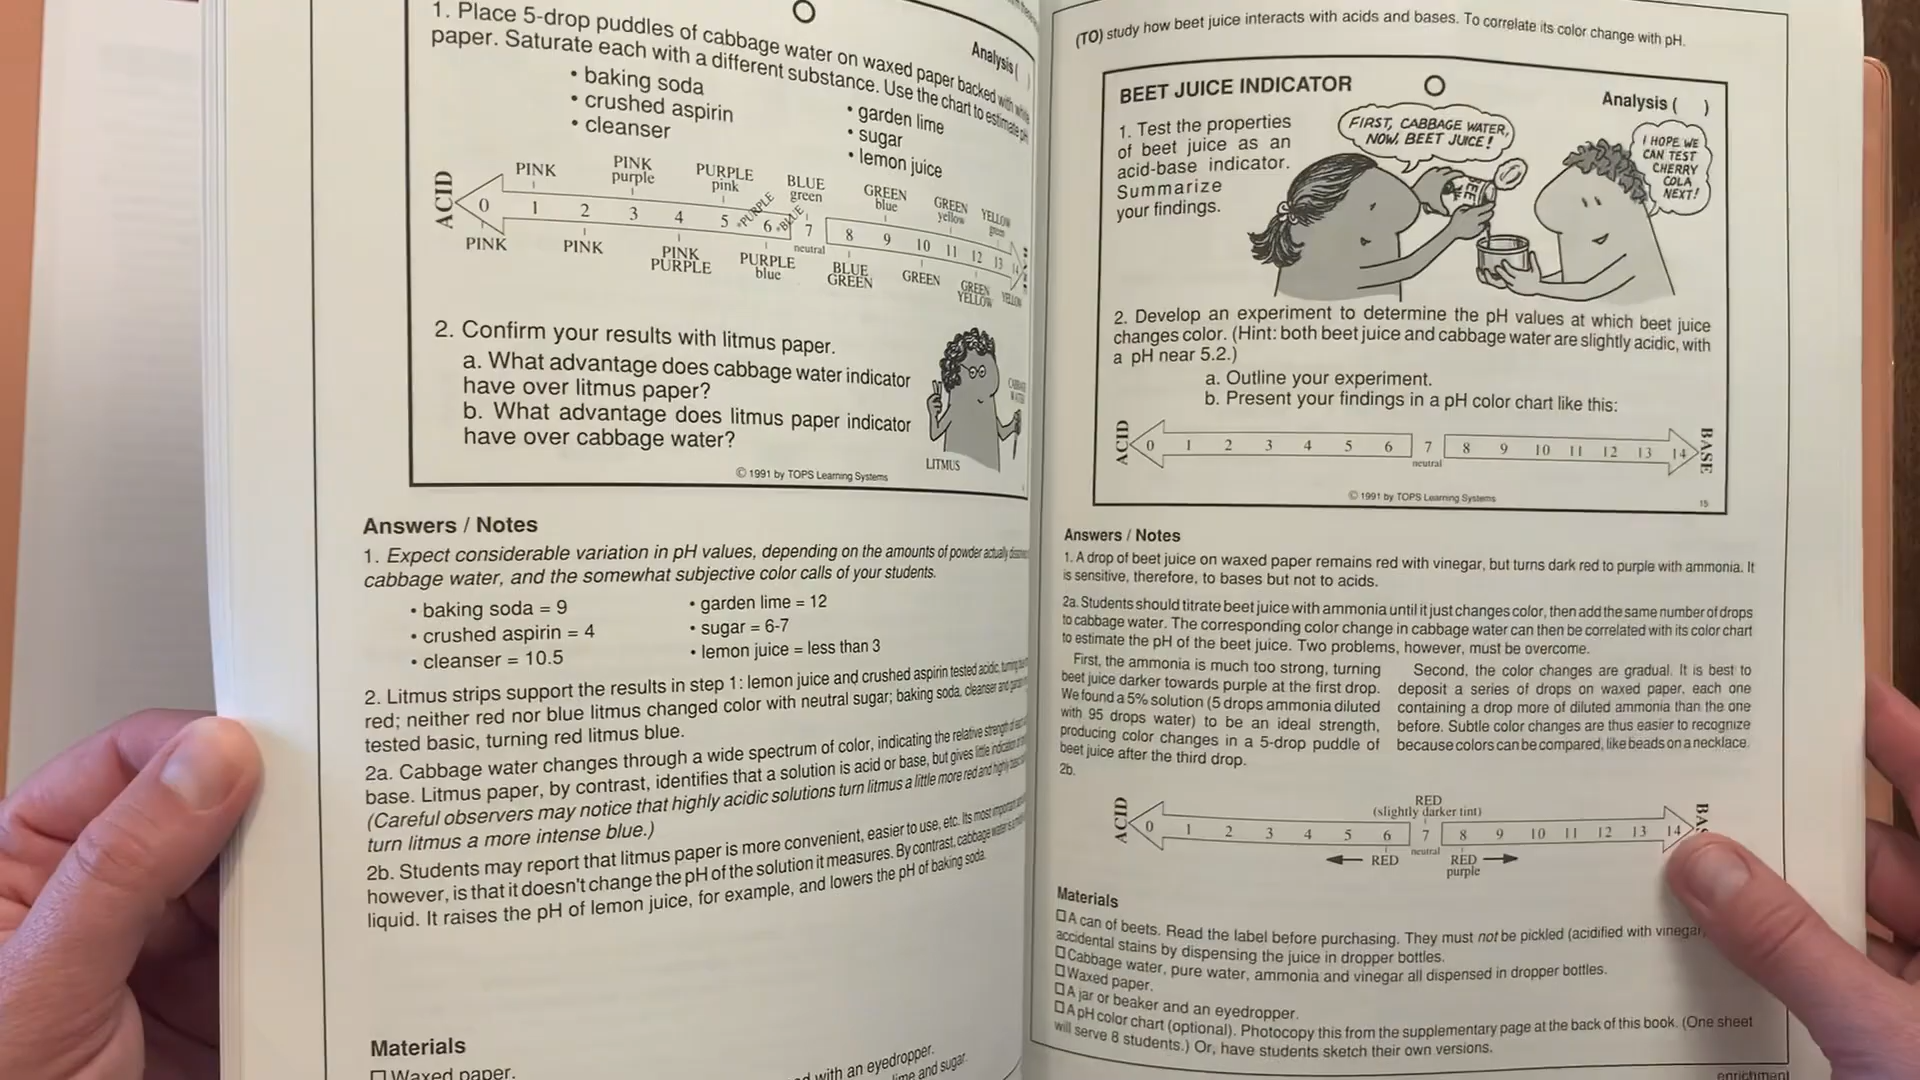 1. Place 5-drop puddles of cabbage water on waxed paper backed with white
paper. Saturate each with a different substance. Use the chart to estimate pH
Analysis ( )
• baking soda
• crushed aspirin
• cleanser
• garden lime
• sugar
• lemon juice
PINK
PINK
purple
PURPLE
pink
*PURPLE
*BLUE
BLUE
green
GREEN
blue
GREEN
yellow
YELLOW
green
ACID
0 1 2 3 4 5 6 7 8 9 10 11 12 13 14
neutral
PINK
PINK
PINK
PURPLE
PURPLE
blue
BLUE
GREEN
GREEN
GREEN
YELLOW
YELLOW
2. Confirm your results with litmus paper.
a. What advantage does cabbage water indicator
have over litmus paper?
b. What advantage does litmus paper indicator
have over cabbage water?
LITMUS
© 1991 by TOPS Learning Systems
Answers / Notes
1. Expect considerable variation in pH values, depending on the amounts of powder actually
cabbage water, and the somewhat subjective color calls of your students.
• baking soda = 9
• crushed aspirin = 4
• cleanser = 10.5
• garden lime = 12
• sugar = 6-7
• lemon juice = less than 3
2. Litmus strips support the results in step 1: lemon juice and crushed aspirin tested acidic, turning
red; neither red nor blue litmus changed color with neutral sugar; baking soda, cleanser and
tested basic, turning red litmus blue.
2a. Cabbage water changes through a wide spectrum of color, indicating the relative strength of
base. Litmus paper, by contrast, identifies that a solution is acid or base, but gives little indication
(Careful observers may notice that highly acidic solutions turn litmus a little more red and highly
turn litmus a more intense blue.)
2b. Students may report that litmus paper is more convenient, easier to use, etc. Its most important
however, is that it doesn't change the pH of the solution it measures. By contrast, cabbage water is
liquid. It raises the pH of lemon juice, for example, and lowers the pH of baking soda.
Materials
☐ Waxed paper.
with an eyedropper.
lime and sugar.
(TO) study how beet juice interacts with acids and bases. To correlate its color change with pH.
BEET JUICE INDICATOR
Analysis ( )
1. Test the properties
of beet juice as an
acid-base indicator.
Summarize
your findings.
FIRST, CABBAGE WATER,
NOW, BEET JUICE!
I HOPE WE
CAN TEST
CHERRY
COLA
NEXT!
2. Develop an experiment to determine the pH values at which beet juice
changes color. (Hint: both beet juice and cabbage water are slightly acidic, with
a pH near 5.2.)
a. Outline your experiment.
b. Present your findings in a pH color chart like this:
ACID
0 1 2 3 4 5 6 7 8 9 10 11 12 13 14
neutral
BASE
© 1991 by TOPS Learning Systems
15
Answers / Notes
1. A drop of beet juice on waxed paper remains red with vinegar, but turns dark red to purple with ammonia. It
is sensitive, therefore, to bases but not to acids.
2a. Students should titrate beet juice with ammonia until it just changes color, then add the same number of drops
to cabbage water. The corresponding color change in cabbage water can then be correlated with its color chart
to estimate the pH of the beet juice. Two problems, however, must be overcome.
First, the ammonia is much too strong, turning
beet juice darker towards purple at the first drop.
We found a 5% solution (5 drops ammonia diluted
with 95 drops water) to be an ideal strength,
producing color changes in a 5-drop puddle of
beet juice after the third drop.
Second, the color changes are gradual. It is best to
deposit a series of drops on waxed paper, each one
containing a drop more of diluted ammonia than the one
before. Subtle color changes are thus easier to recognize
because colors can be compared, like beads on a necklace.
2b.
RED
(slightly darker tint)
ACID
0 1 2 3 4 5 6 7 8 9 10 11 12 13 14
neutral
RED
RED
purple
Materials
☐ A can of beets. Read the label before purchasing. They must not be pickled (acidified with vinegar
accidental stains by dispensing the juice in dropper bottles.
☐ Cabbage water, pure water, ammonia and vinegar all dispensed in dropper bottles.
☐ Waxed paper.
☐ A jar or beaker and an eyedropper.
☐ A pH color chart (optional). Photocopy this from the supplementary page at the back of this book. (One sheet
will serve 8 students.) Or, have students sketch their own versions.
enrichment